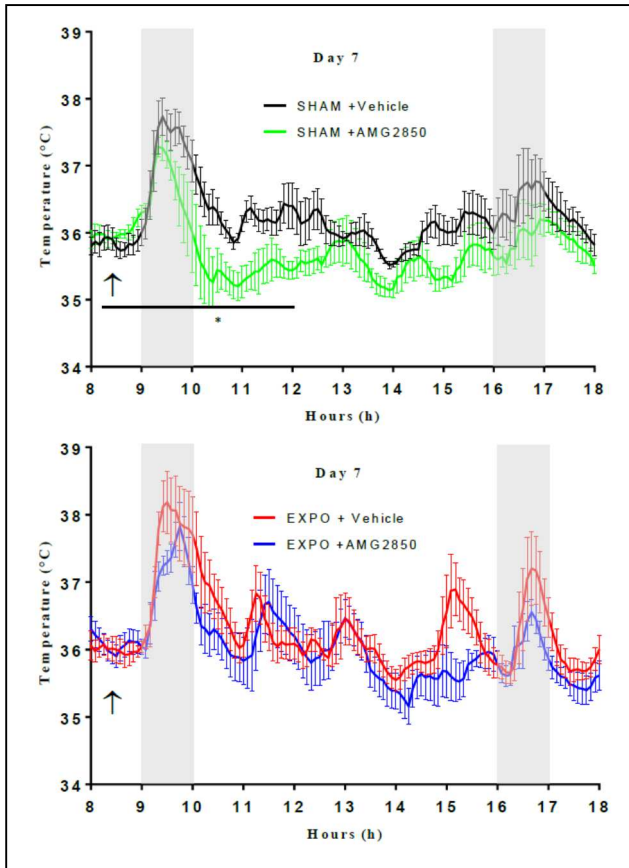 39
Day 7
38
SHAM +Vehicle
SHAM +AMG2850
37
Temperature (°C)
36
35
*
34
8 9 10 11 12 13 14 15 16 17 18
Hours (h)
39
Day 7
38
EXPO + Vehicle
EXPO +AMG2850
37
Temperature (°C)
36
35
34
8 9 10 11 12 13 14 15 16 17 18
Hours (h)